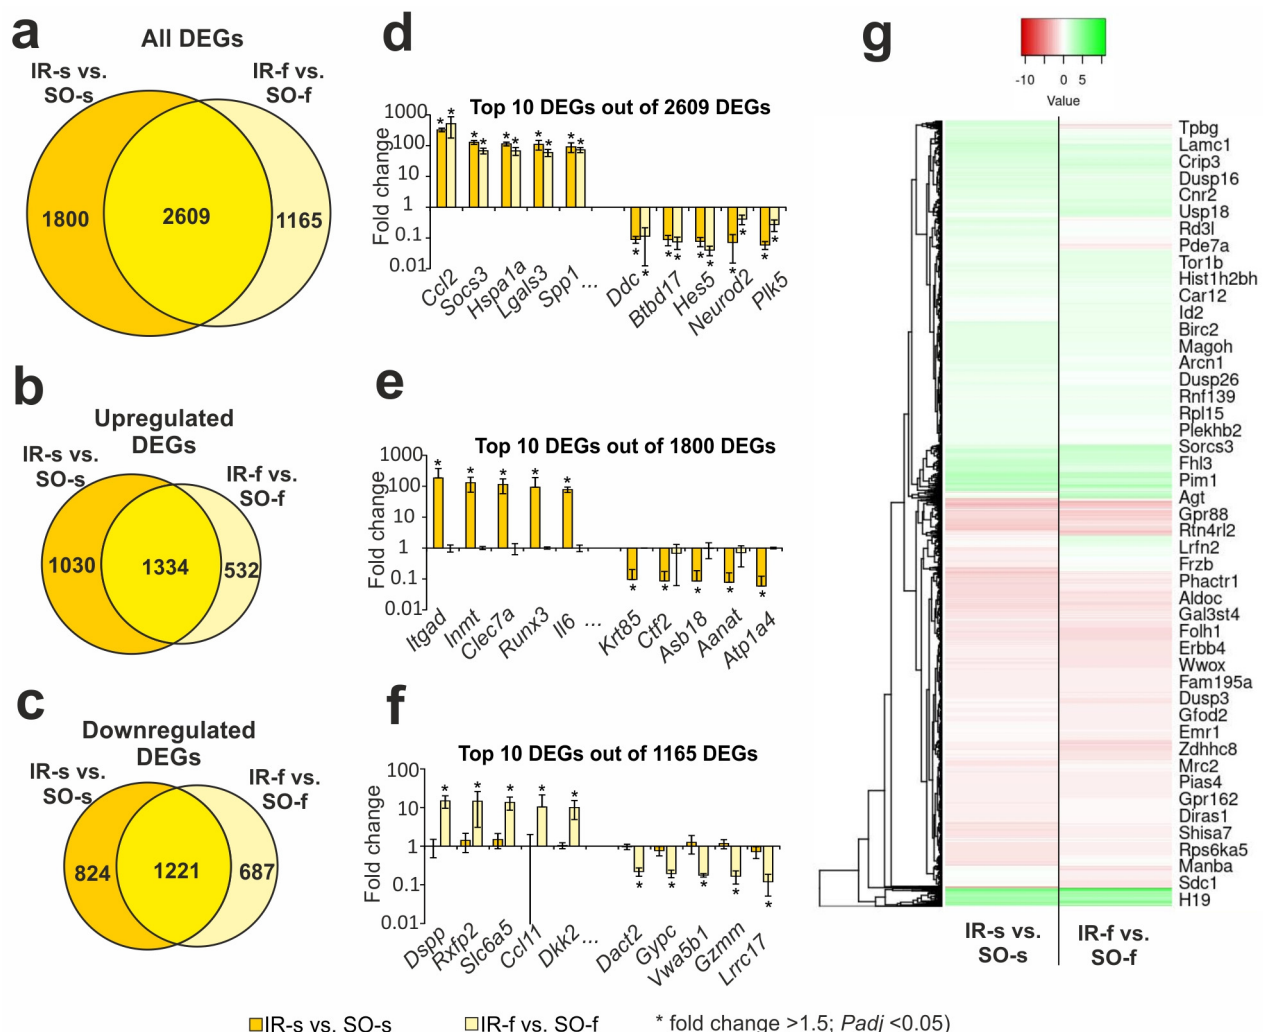 a
All DEGs
IR-s vs.
SO-s
IR-f vs.
SO-f
1800
2609
1165
b
Upregulated
DEGs
IR-s vs.
SO-s
IR-f vs.
SO-f
1030
1334
532
c
Downregulated
DEGs
IR-s vs.
SO-s
IR-f vs.
SO-f
824
1221
687
d
Top 10 DEGs out of 2609 DEGs
Fold change
1000
100
10
1
0.1
0.01
* * * * * * * * *
* * * * * * * * * *
Ccl2
Socs3
Hspa1a
Lgals3
Spp1
...
Ddc
Btbd17
Hes5
Neurod2
Plk5
e
Top 10 DEGs out of 1800 DEGs
Fold change
1000
100
10
1
0.1
0.01
* * * * *
* * * * *
Itgad
Inmt
Clec7a
Runx3
Il6
...
Krt85
Ctf2
Asb18
Aanat
Atp1a4
f
Top 10 DEGs out of 1165 DEGs
Fold change
100
10
1
0.1
0.01
* * * * *
* * * * *
Dspp
Rxfp2
Slc6a5
Ccl11
Dkk2
...
Dact2
Gypc
Vwa5b1
Gzmm
Lrrc17
IR-s vs. SO-s
IR-f vs. SO-f
* fold change >1.5; Padj <0.05)
g
-10 0 5
Value
Tpbg
Lamc1
Crip3
Dusp16
Cnr2
Usp18
Rd3l
Pde7a
Tor1b
Hist1h2bh
Car12
Id2
Birc2
Magoh
Arcn1
Dusp26
Rnf139
Rpl15
Plekhb2
Sorcs3
Fhl3
Pim1
Agt
Gpr88
Rtn4rl2
Lrfn2
Frzb
Phactr1
Aldoc
Gal3st4
Folh1
Erbb4
Wwox
Fam195a
Dusp3
Gfod2
Emr1
Zdhhc8
Mrc2
Pias4
Gpr162
Diras1
Shisa7
Rps6ka5
Manba
Sdc1
H19
IR-s vs.
SO-s
IR-f vs.
SO-f